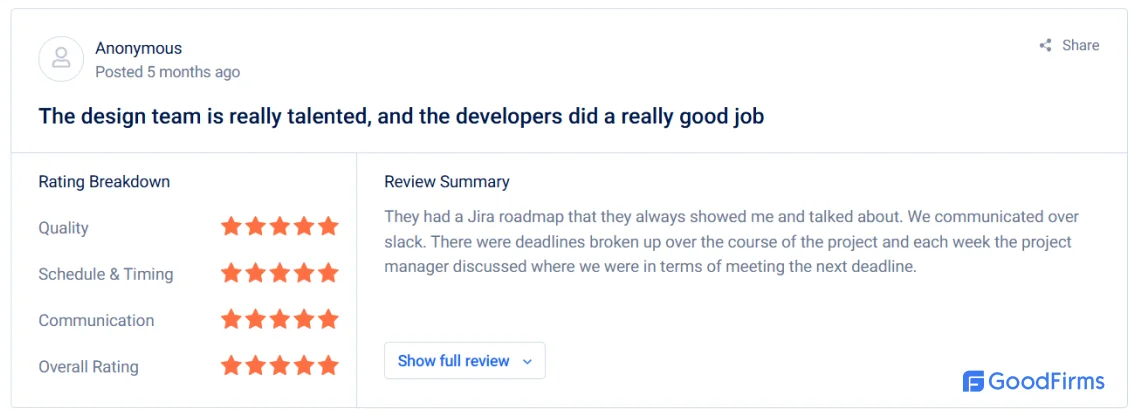 Anonymous
Posted 5 months ago
Share
The design team is really talented, and the developers did a really good job
Rating Breakdown
Quality
Schedule & Timing
Communication
Overall Rating
Review Summary
They had a Jira roadmap that they always showed me and talked about. We communicated over
slack. There were deadlines broken up over the course of the project and each week the project
manager discussed where we were in terms of meeting the next deadline.
Show full review
GoodFirms